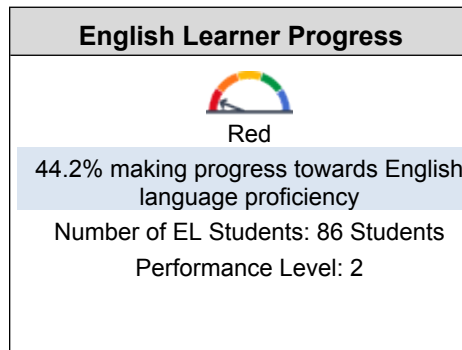 English Learner Progress
Red
44.2% making progress towards English
language proficiency
Number of EL Students: 86 Students
Performance Level: 2